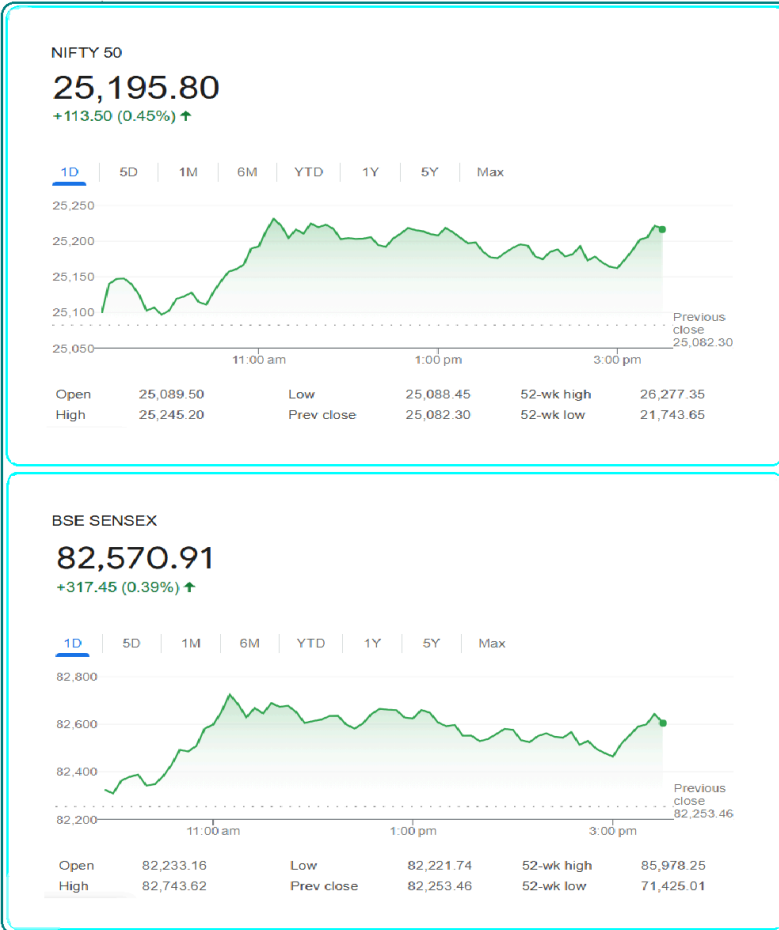 NIFTY 50
25,195.80
+113.50 (0.45%) ↑
1D 5D 1M 6M YTD 1Y 5Y Max
25,250
25,200
25,150
25,100
Previous
close
25,082.30
25,050
11:00 am 1:00 pm 3:00 pm
Open 25,089.50 Low 25,088.45 52-wk high 26,277.35
High 25,245.20 Prev close 25,082.30 52-wk low 21,743.65
BSE SENSEX
82,570.91
+317.45 (0.39%) ↑
1D 5D 1M 6M YTD 1Y 5Y Max
82,800
82,600
82,400
Previous
close
82,253.46
82,200
11:00 am 1:00 pm 3:00 pm
Open 82,233.16 Low 82,221.74 52-wk high 85,978.25
High 82,743.62 Prev close 82,253.46 52-wk low 71,425.01